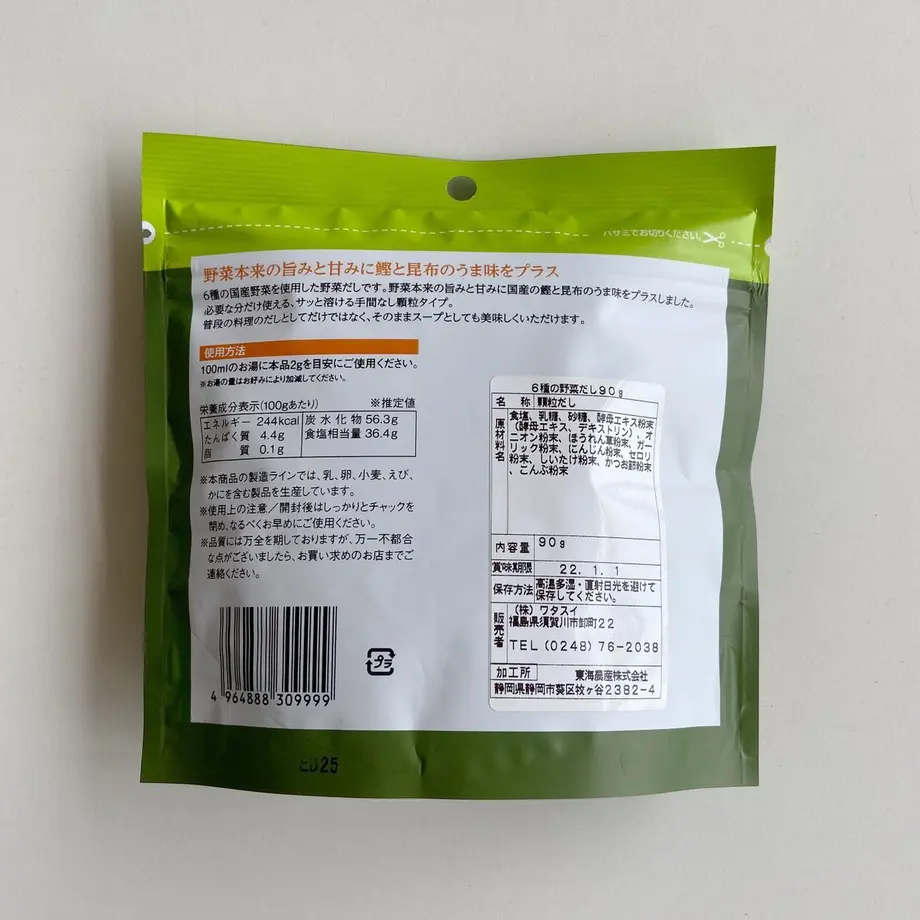 ハサミでお切りください。
野菜本来の旨みと甘みに鰹と昆布のうま味をプラス
6種の国産野菜を使用した野菜だしです。野菜本来の旨みと甘みに国産の鰹と昆布のうま味をプラスしました。
必要な分だけ使える、サッと溶ける手間なし顆粒タイプ。
普段の料理のだしとしてだけではなく、そのままスープとしても美味しくいただけます。
使用方法
100mlのお湯に本品2gを目安にご使用ください。
※お湯の量はお好みにより加減してください。
栄養成分表示(100gあたり) ※推定値
エネルギー 244kcal 炭水化物 56.3g
たんぱく質 4.4g 食塩相当量 36.4g
脂質 0.1g
※本商品の製造ラインでは、乳、卵、小麦、えび、
かにを含む製品を生産しています。
※使用上の注意/開封後はしっかりとチャックを
閉め、なるべくお早めにご使用ください。
※品質には万全を期しておりますが、万一不都合
な点がございましたら、お買い求めのお店までご
連絡ください。
4 964888 309999
プラ
6種の野菜だし90g
名称 顆粒だし
原材料名 食塩、乳糖、砂糖、酵母エキス粉末
(酵母エキス、デキストリン)、オ
ニオン粉末、ほうれん草粉末、ガー
リック粉末、にんじん粉末、セロリ
粉末、しいたけ粉末、かつお節粉末
、こんぶ粉末
内容量 90g
賞味期限 22.1.1
保存方法 高温多湿・直射日光を避けて
保存してください。
販売者 (株)ワタスイ
福島県須賀川市卸町22
TEL(0248)76-2038
加工所 東海農産株式会社
静岡県静岡市葵区牧ヶ谷2382-4
E025